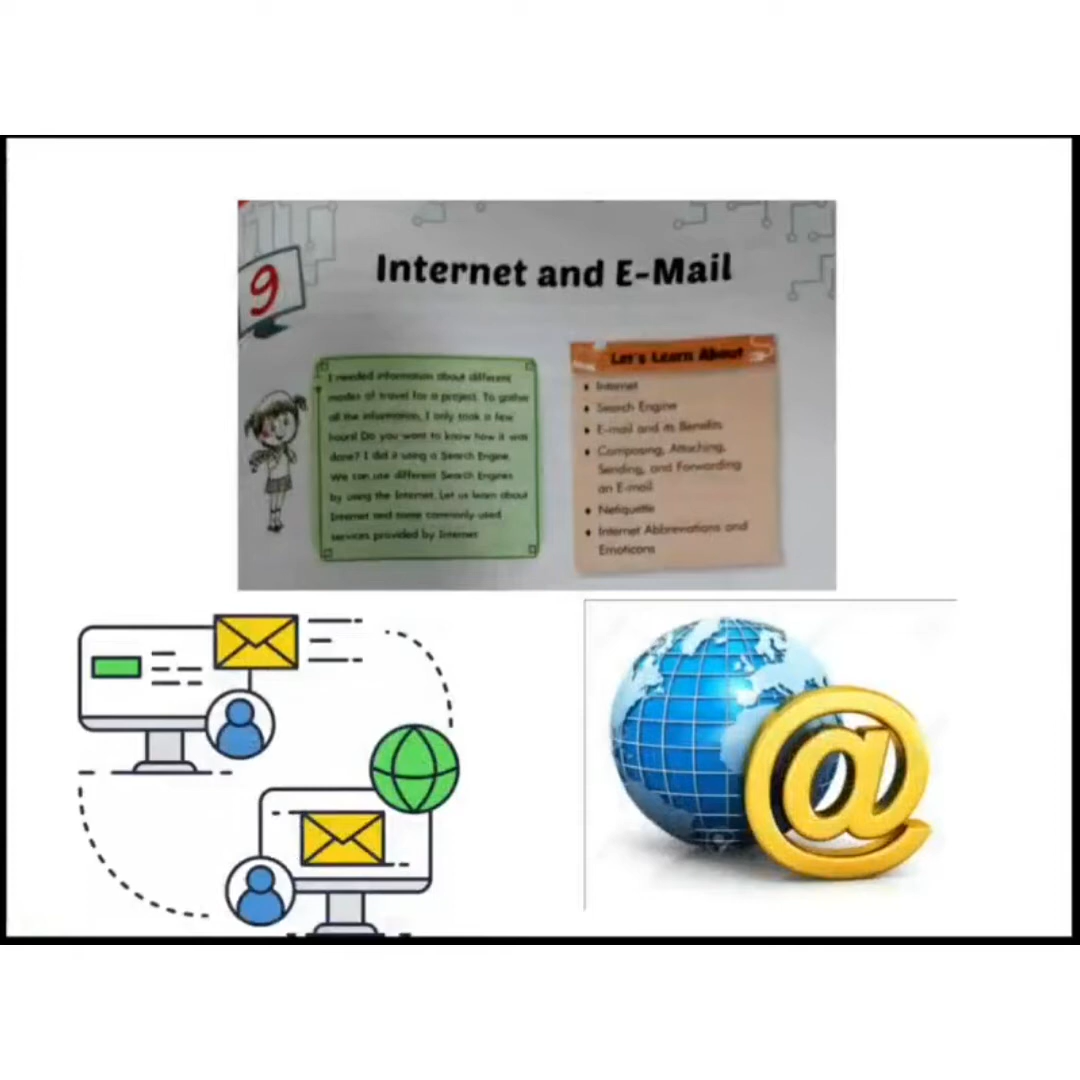 9
Internet and E-Mail
I needed information about different
modes of travel for a project. To gather
all the information, I only took a few
hours! Do you want to know how it was
done? I did it using a Search Engine.
We can use different Search Engines
by using the Internet. Let us learn about
Internet and some commonly used
services provided by Internet
Let's Learn About
• Internet
• Search Engine
• E-mail and its Benefits
• Composing, Attaching,
Sending, and Forwarding
an E-mail
• Netiquette
• Internet Abbreviations and
Emoticons
@